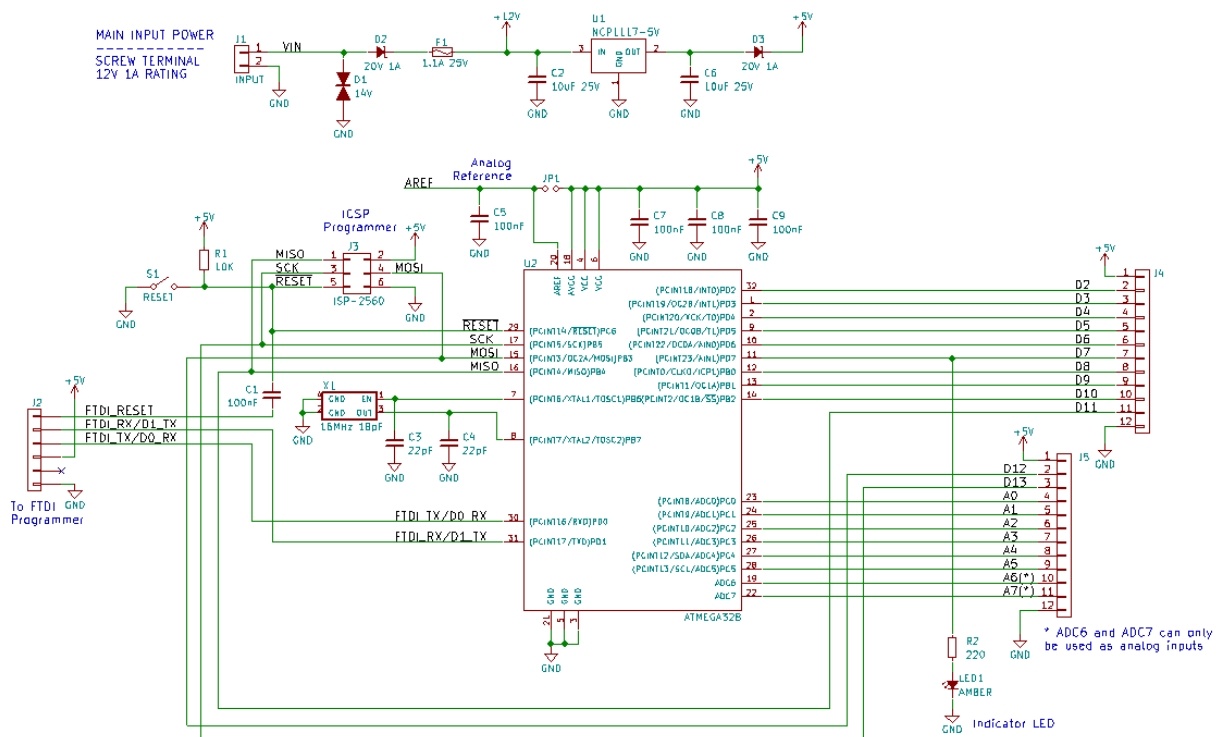 MAIN INPUT POWER
SCREW TERMINAL
12V 1A RATING
J1
1
2
INPUT
VIN
GND
D1
14V
GND
D2
20V 1A
F1
1.1A 25V
+12V
C2
10uF 25V
GND
U1
NCP1117-5V
3
IN
OUT
2
GND
1
GND
C6
10uF 25V
GND
D3
20V 1A
+5V
Analog
Reference
AREF
JP1
+5V
C5
100nF
GND
C7
100nF
GND
C8
100nF
GND
C9
100nF
GND
ICSP
Programmer
+5V
R1
10K
S1
RESET
GND
MISO
SCK
RESET
J3
1
2
3
4
5
6
ISP-2560
+5V
MOSI
GND
U2
20
18
4
6
AREF
AVCC
VCC
VCC
RESET
29
(PCINT14/RESET)PC6
SCK
17
(PCINT5/SCK)PB5
MOSI
15
(PCINT3/OC2A/MOSI)PB3
MISO
16
(PCINT4/MISO)PB4
7
(PCINT6/XTAL1/TOSC1)PB6
8
(PCINT7/XTAL2/TOSC2)PB7
FTDI_TX/D0_RX
30
(PCINT16/RXD)PD0
FTDI_RX/D1_TX
31
(PCINT17/TXD)PD1
(PCINT18/INT0)PD2
32
D2
(PCINT19/OC2B/INT1)PD3
1
D3
(PCINT20/XCK/T0)PD4
2
D4
(PCINT21/OC0B/T1)PD5
9
D5
(PCINT22/OC0A/AIN0)PD6
10
D6
(PCINT23/AIN1)PD7
11
D7
(PCINT0/CLKO/ICP1)PB0
12
D8
(PCINT1/OC1A)PB1
13
D9
(PCINT2/OC1B/SS)PB2
14
D10
D11
(PCINT8/ADC0)PC0
23
(PCINT9/ADC1)PC1
24
(PCINT10/ADC2)PC2
25
(PCINT11/ADC3)PC3
26
(PCINT12/SDA/ADC4)PC4
27
(PCINT13/SCL/ADC5)PC5
28
ADC6
19
ADC7
22
GND
GND
GND
21
5
3
GND
ATMEGA328
C1
100nF
X1
4
GND
EN
1
2
GND
OUT
3
16MHz 18pF
GND
C3
22pF
GND
C4
22pF
GND
+5V
J2
FTDI_RESET
FTDI_RX/D1_TX
FTDI_TX/D0_RX
GND
To FTDI
Programmer
+5V
J4
1
2
3
4
5
6
7
8
9
10
11
12
GND
+5V
J5
1
D12
2
D13
3
A0
4
A1
5
A2
6
A3
7
A4
8
A5
9
A6(*)
10
A7(*)
11
12
GND
* ADC6 and ADC7 can only
be used as analog inputs
R2
220
LED1
AMBER
GND
Indicator LED